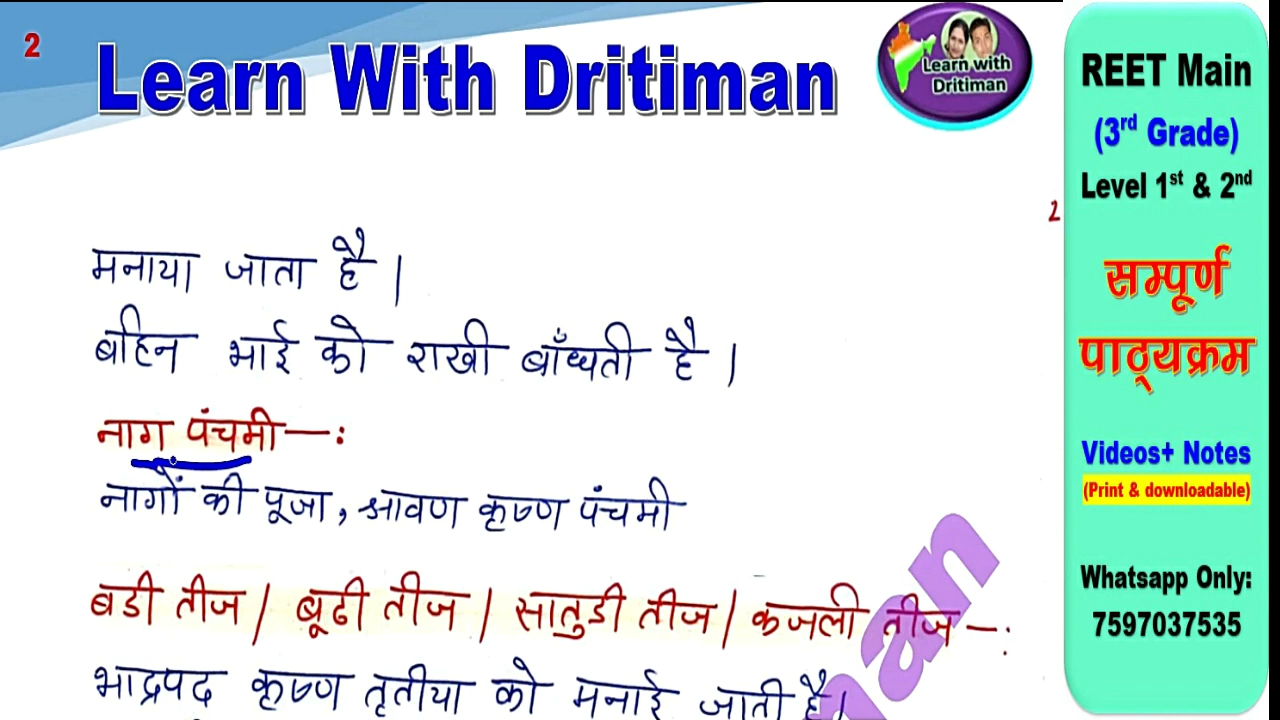 2
Learn With Dritiman
Learn with
Dritiman
2
मनाया जाता है।
बहिन भाई को राखी बाँधती है।
नाग पंचमी—:
नागों की पूजा, श्रावण कृष्ण पंचमी
बडी तीज / बूढी तीज / सातुडी तीज / कजली तीज —:
भाद्रपद कृष्ण तृतीया को मनाई जाती है।
man
REET Main
(3rd Grade)
Level 1st & 2nd
सम्पूर्ण
पाठ्यक्रम
Videos+ Notes
(Print & downloadable)
Whatsapp Only:
7597037535